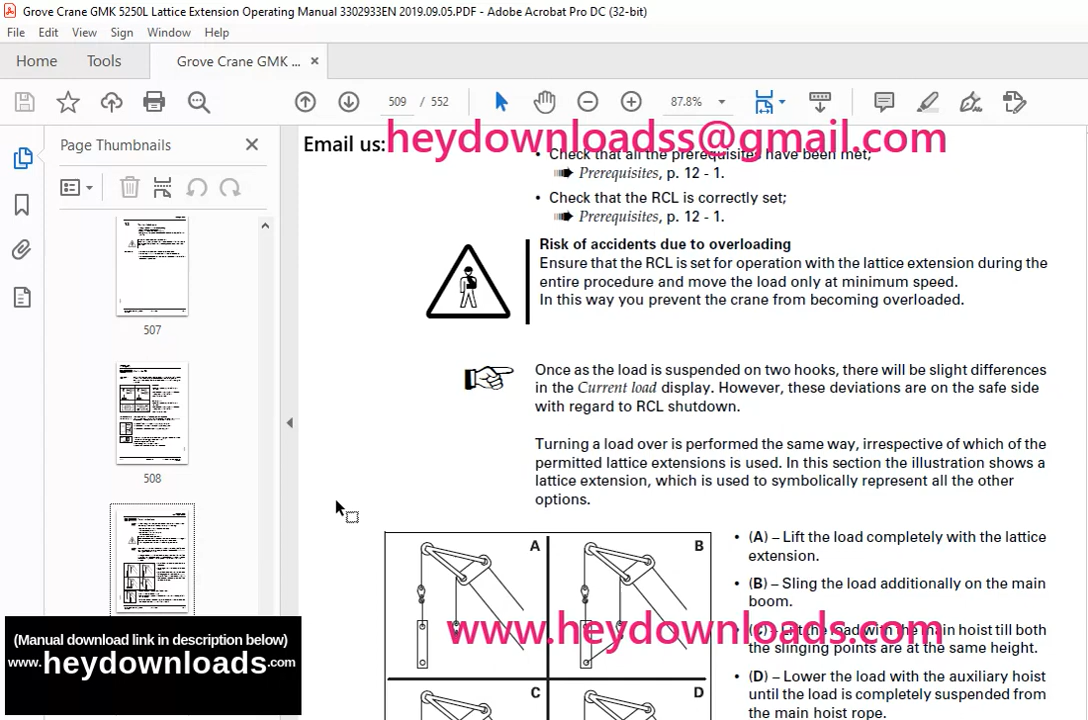 Grove Crane GMK 5250L Lattice Extension Operating Manual 3302933EN 2019.09.05.PDF - Adobe Acrobat Pro DC (32-bit)
File Edit View Sign Window Help
Home Tools Grove Crane GMK ... ×
509 / 552 87.8%
Page Thumbnails
507
508
Email us:heydownloadss@gmail.com
• Check that all the prerequisites have been met;
Prerequisites, p. 12 - 1.
• Check that the RCL is correctly set;
Prerequisites, p. 12 - 1.
Risk of accidents due to overloading
Ensure that the RCL is set for operation with the lattice extension during the
entire procedure and move the load only at minimum speed.
In this way you prevent the crane from becoming overloaded.
Once as the load is suspended on two hooks, there will be slight differences
in the Current load display. However, these deviations are on the safe side
with regard to RCL shutdown.
Turning a load over is performed the same way, irrespective of which of the
permitted lattice extensions is used. In this section the illustration shows a
lattice extension, which is used to symbolically represent all the other
options.
A
B
C
D
• (A) – Lift the load completely with the lattice
extension.
• (B) – Sling the load additionally on the main
boom.
• (C) – Lift the load with the main hoist till both
the slinging points are at the same height.
• (D) – Lower the load with the auxiliary hoist
until the load is completely suspended from
the main hoist rope.
www.heydownloads.com
(Manual download link in description below)
www.heydownloads.com